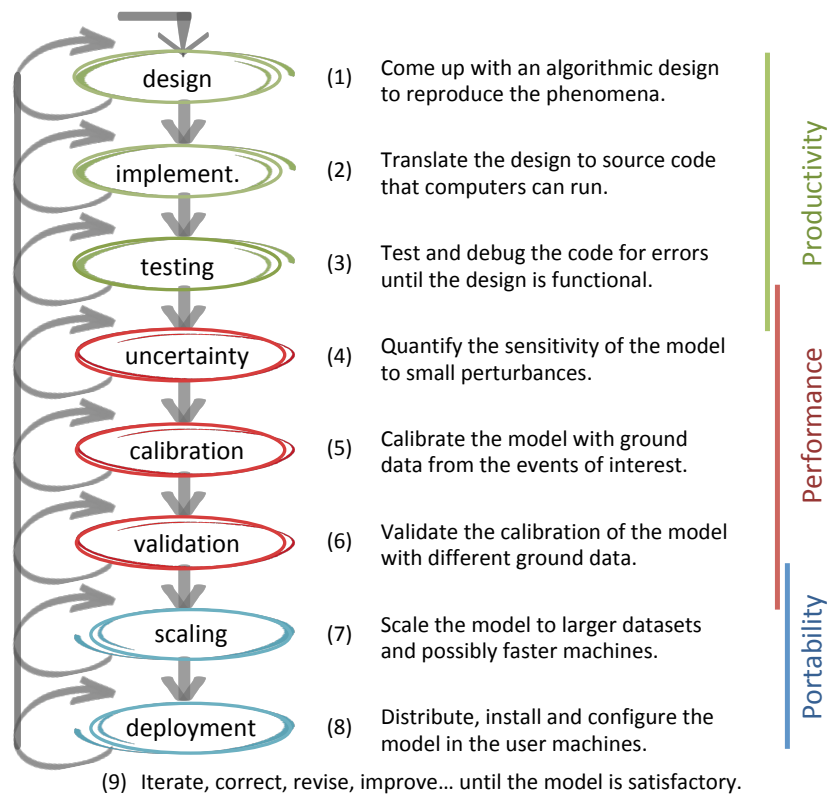 design
(1)
Come up with an algorithmic design
to reproduce the phenomena.
implement.
(2)
Translate the design to source code
that computers can run.
testing
(3)
Test and debug the code for errors
until the design is functional.
uncertainty
(4)
Quantify the sensitivity of the model
to small perturbances.
calibration
(5)
Calibrate the model with ground
data from the events of interest.
validation
(6)
Validate the calibration of the model
with different ground data.
scaling
(7)
Scale the model to larger datasets
and possibly faster machines.
deployment
(8)
Distribute, install and configure the
model in the user machines.
(9) Iterate, correct, revise, improve... until the model is satisfactory.
Productivity
Performance
Portability